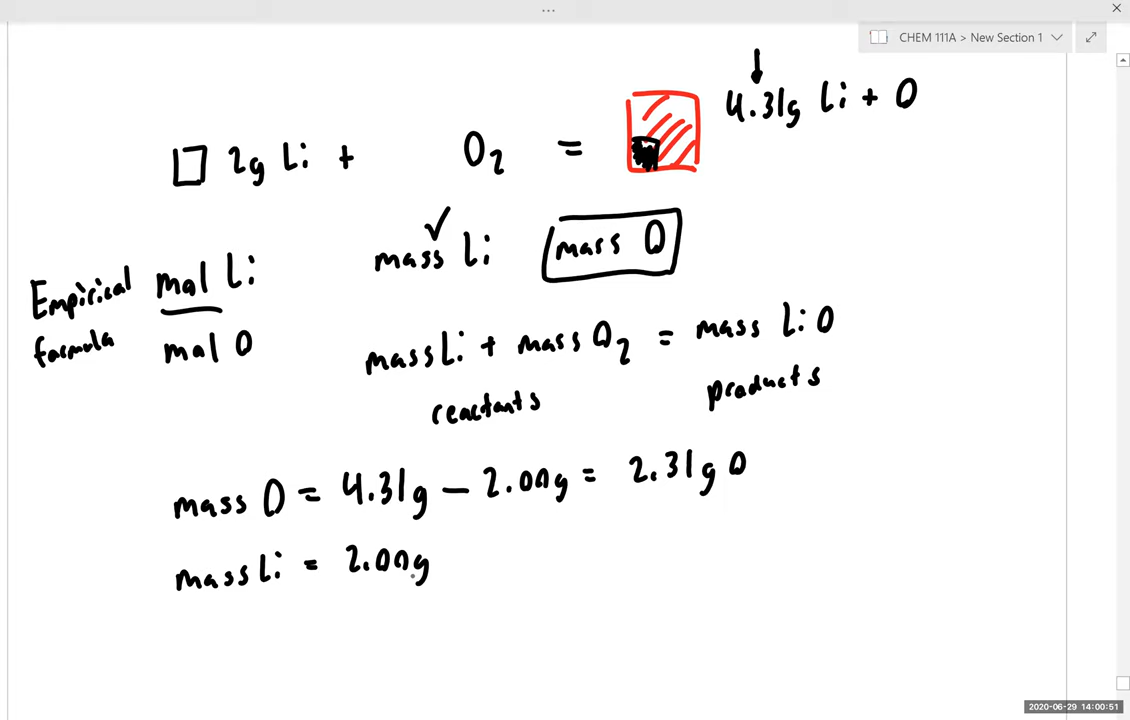 CHEM 111A > New Section 1
4.31g Li + O
2g Li + O2 =
mass Li mass O
Empirical formula
mol Li
mol O
mass Li + mass O2 = mass Li O
reactants products
mass O = 4.31g - 2.00g = 2.31g O
mass Li = 2.00g
2020-06-29 14:00:51